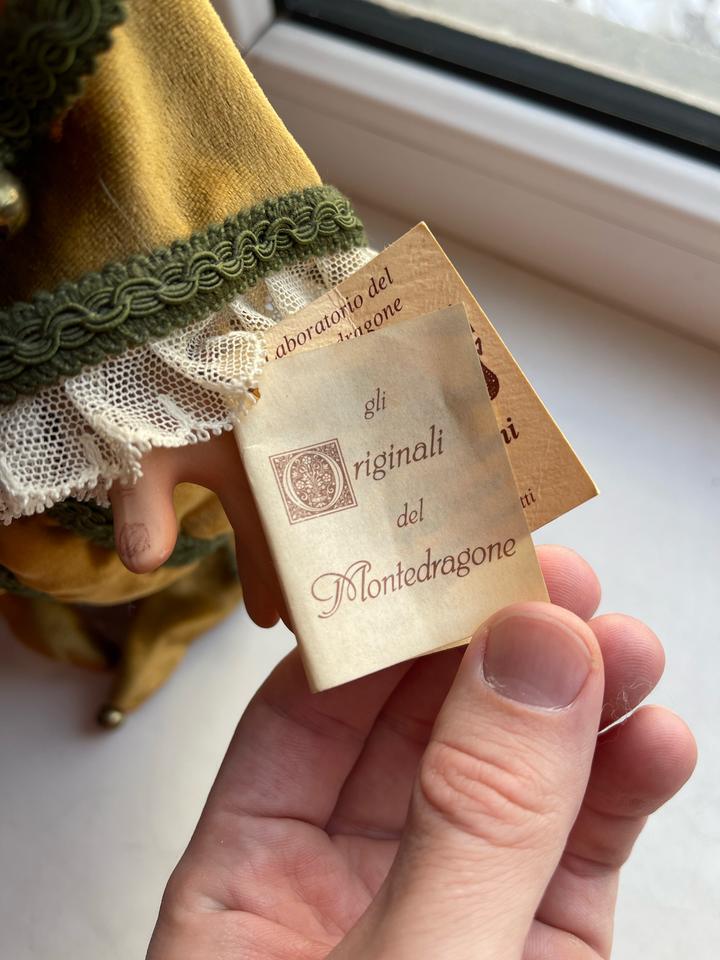 Laboratorio del
gli
Originali
del
Montedragone